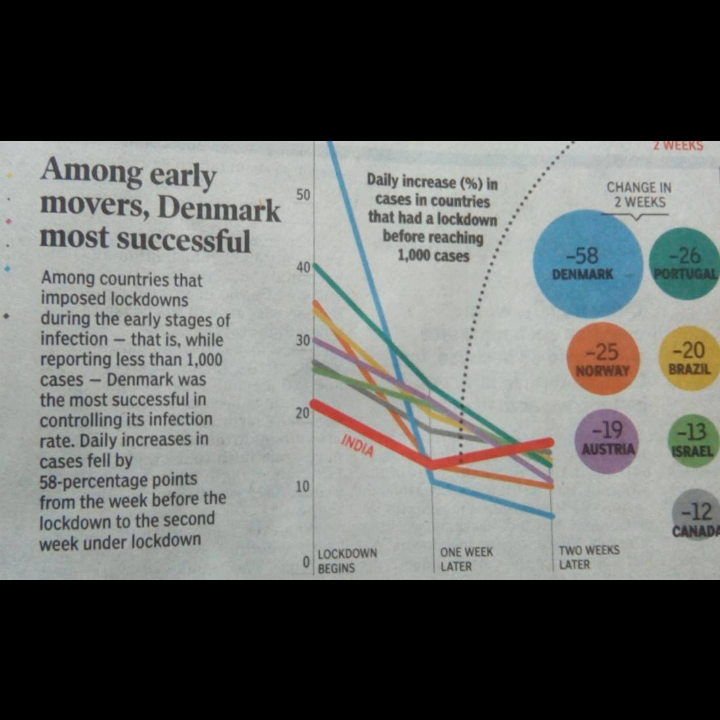 Among early
movers, Denmark
most successful
Among countries that
imposed lockdowns
during the early stages of
infection — that is, while
reporting less than 1,000
cases — Denmark was
the most successful in
controlling its infection
rate. Daily increases in
cases fell by
58-percentage points
from the week before the
lockdown to the second
week under lockdown
Daily increase (%) in
cases in countries
that had a lockdown
before reaching
1,000 cases
50
40
30
20
10
0
INDIA
LOCKDOWN
BEGINS
ONE WEEK
LATER
TWO WEEKS
LATER
2 WEEKS
CHANGE IN
2 WEEKS
-58
DENMARK
-26
PORTUGAL
-25
NORWAY
-20
BRAZIL
-19
AUSTRIA
-13
ISRAEL
-12
CANADA